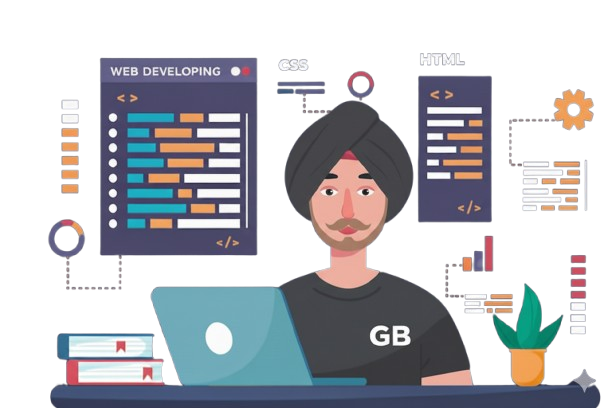 WEB DEVELOPING
CSS
HTML
< >
< >
</>
</>
GB